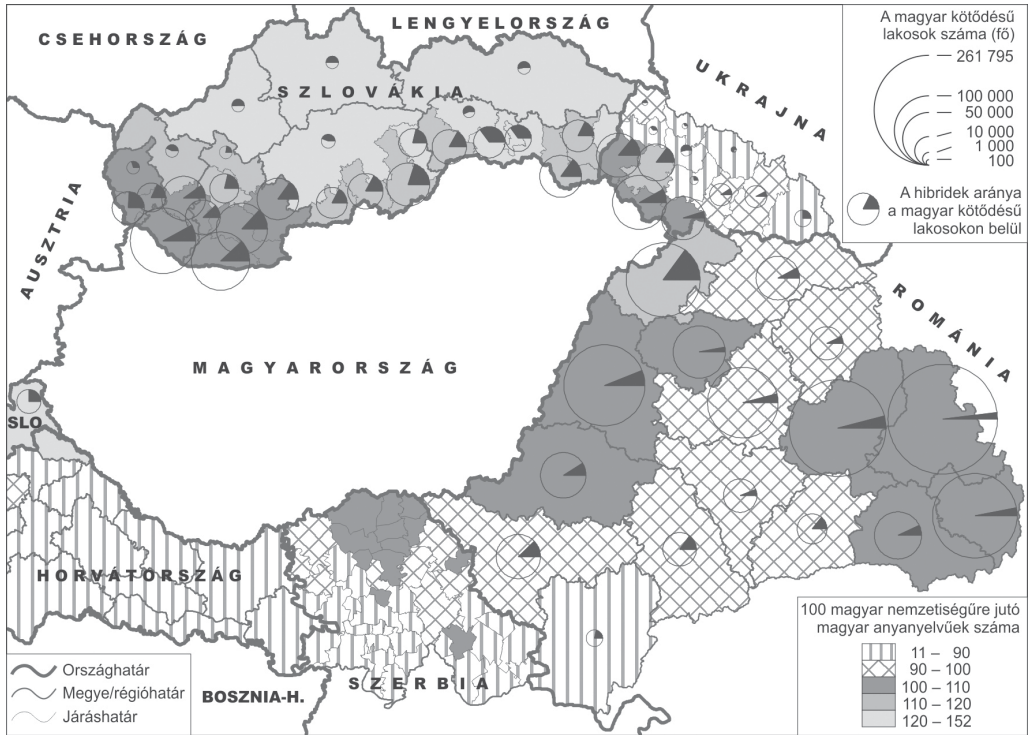 LENGYELORSZÁG
CSEHORSZÁG
SZLOVÁKIA
UKRAJNA
AUSZTRIA
MAGYARORSZÁG
ROMÁNIA
SLO
HORVÁTORSZÁG
BOSZNIA-H.
SZERBIA
A magyar kötődésű
lakosok száma (fő)
261 795
100 000
50 000
10 000
1 000
100
A hibridek aránya
a magyar kötődésű
lakosokon belül
Országhatár
Megye/régióhatár
Járáshatár
100 magyar nemzetiségűre jutó
magyar anyanyelvűek száma
11 – 90
90 – 100
100 – 110
110 – 120
120 – 152